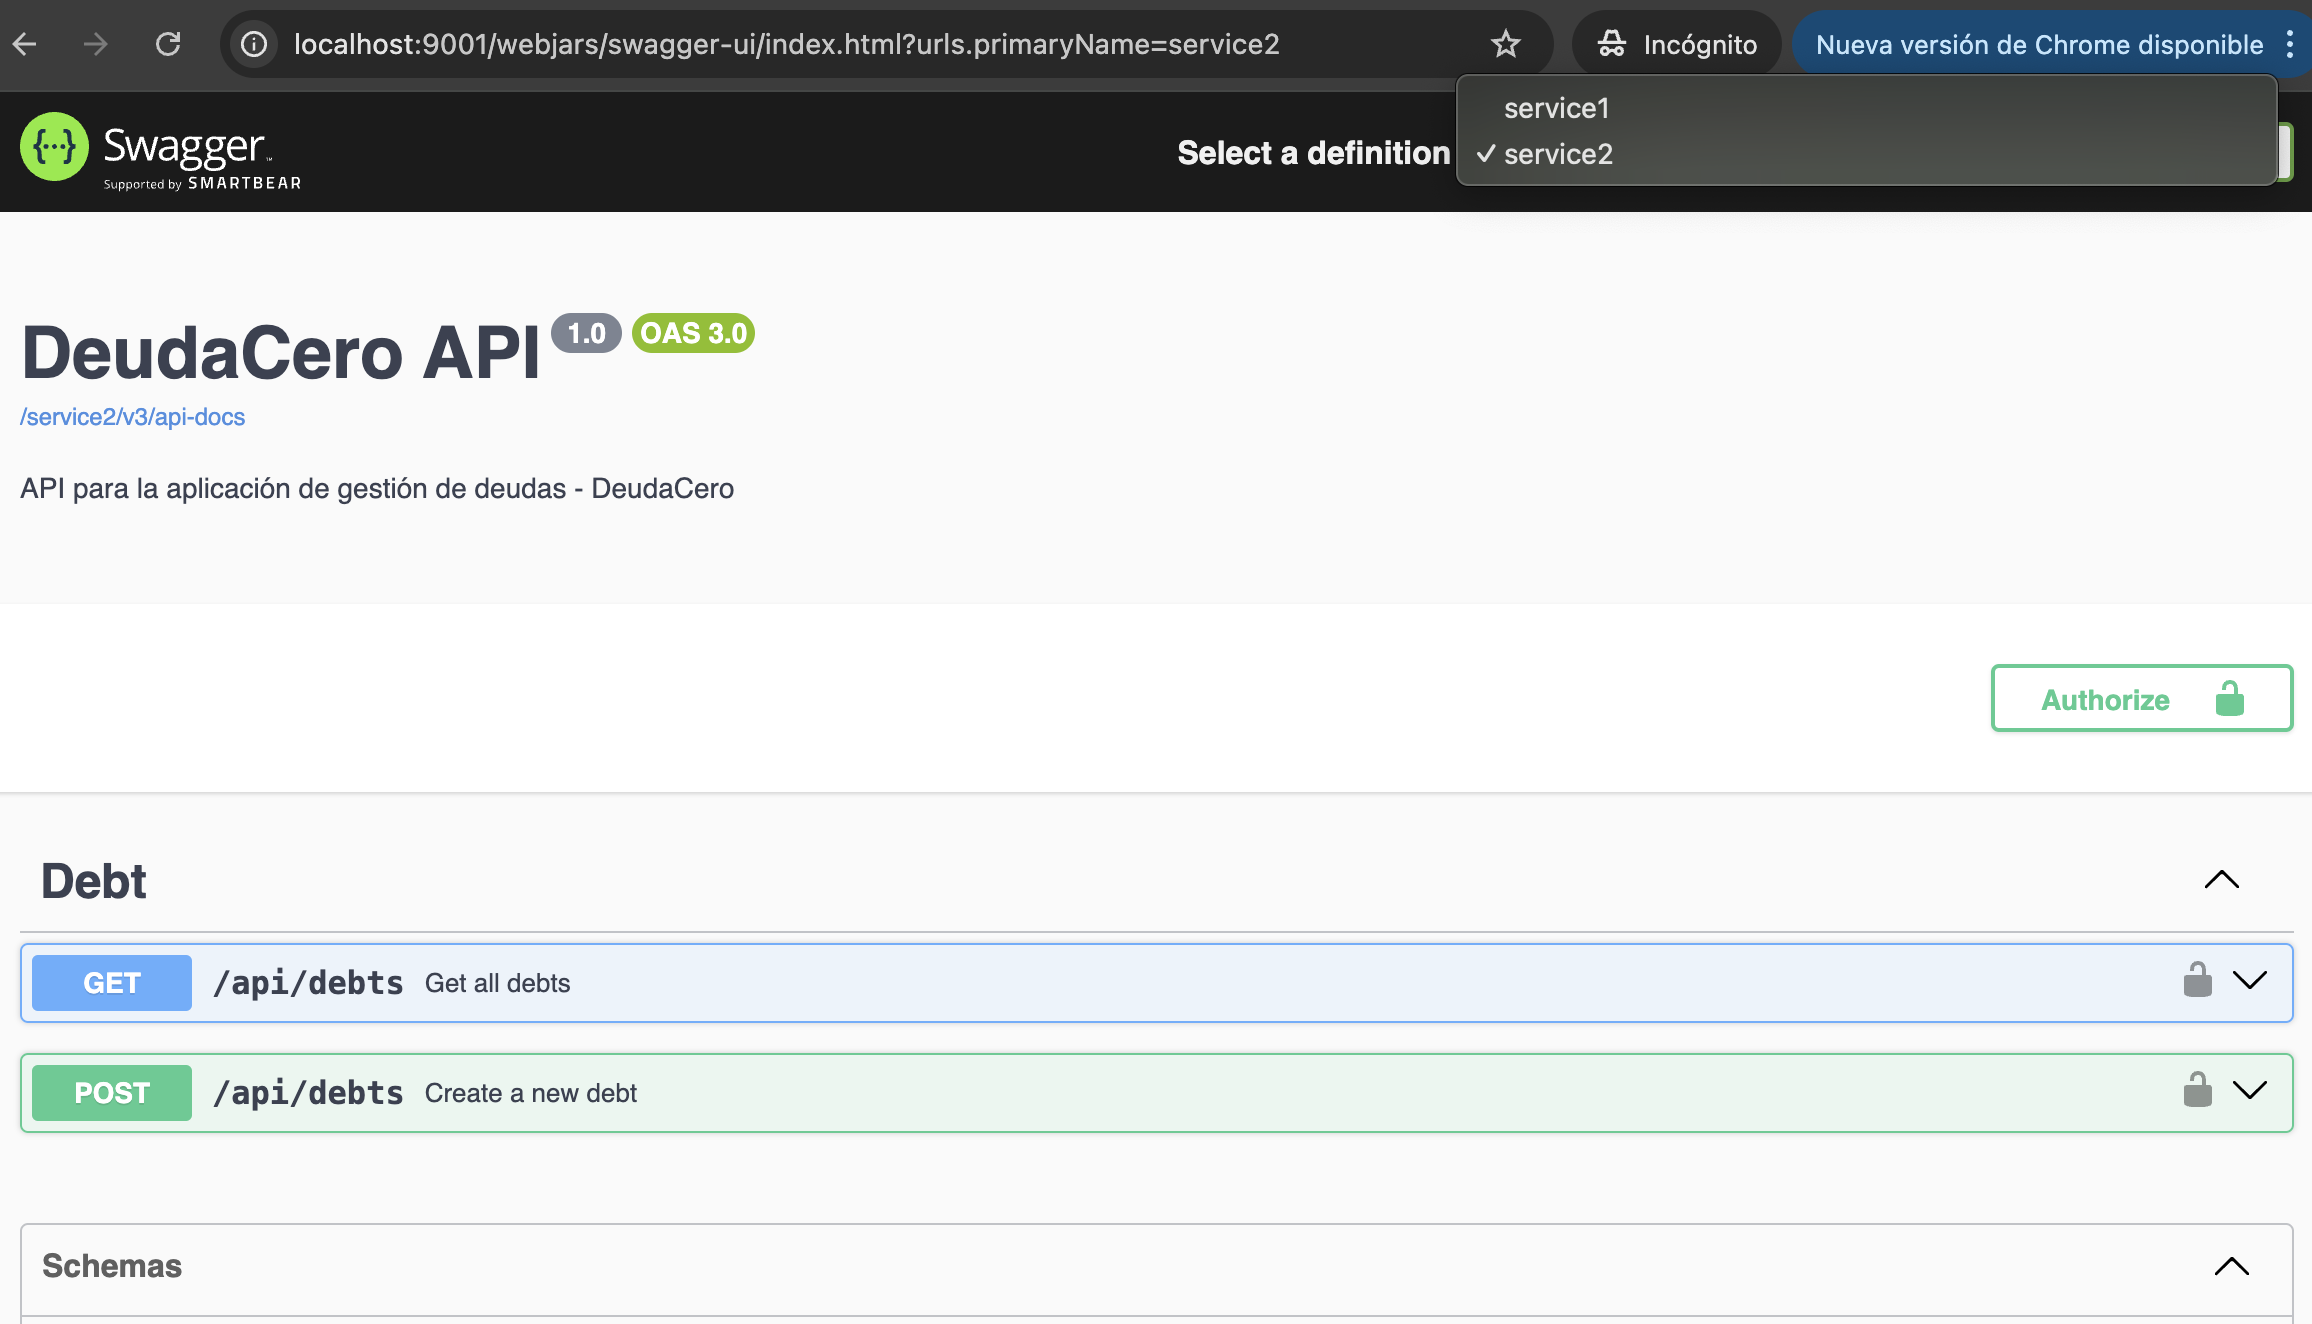 localhost:9001/webjars/swagger-ui/index.html?urls.primaryName=service2
Incógnito
Nueva versión de Chrome disponible
Swagger™
Supported by SMARTBEAR
Select a definition
service1
✓ service2
DeudaCero API 1.0 OAS 3.0
/service2/v3/api-docs
API para la aplicación de gestión de deudas - DeudaCero
Authorize
Debt
GET /api/debts Get all debts
POST /api/debts Create a new debt
Schemas